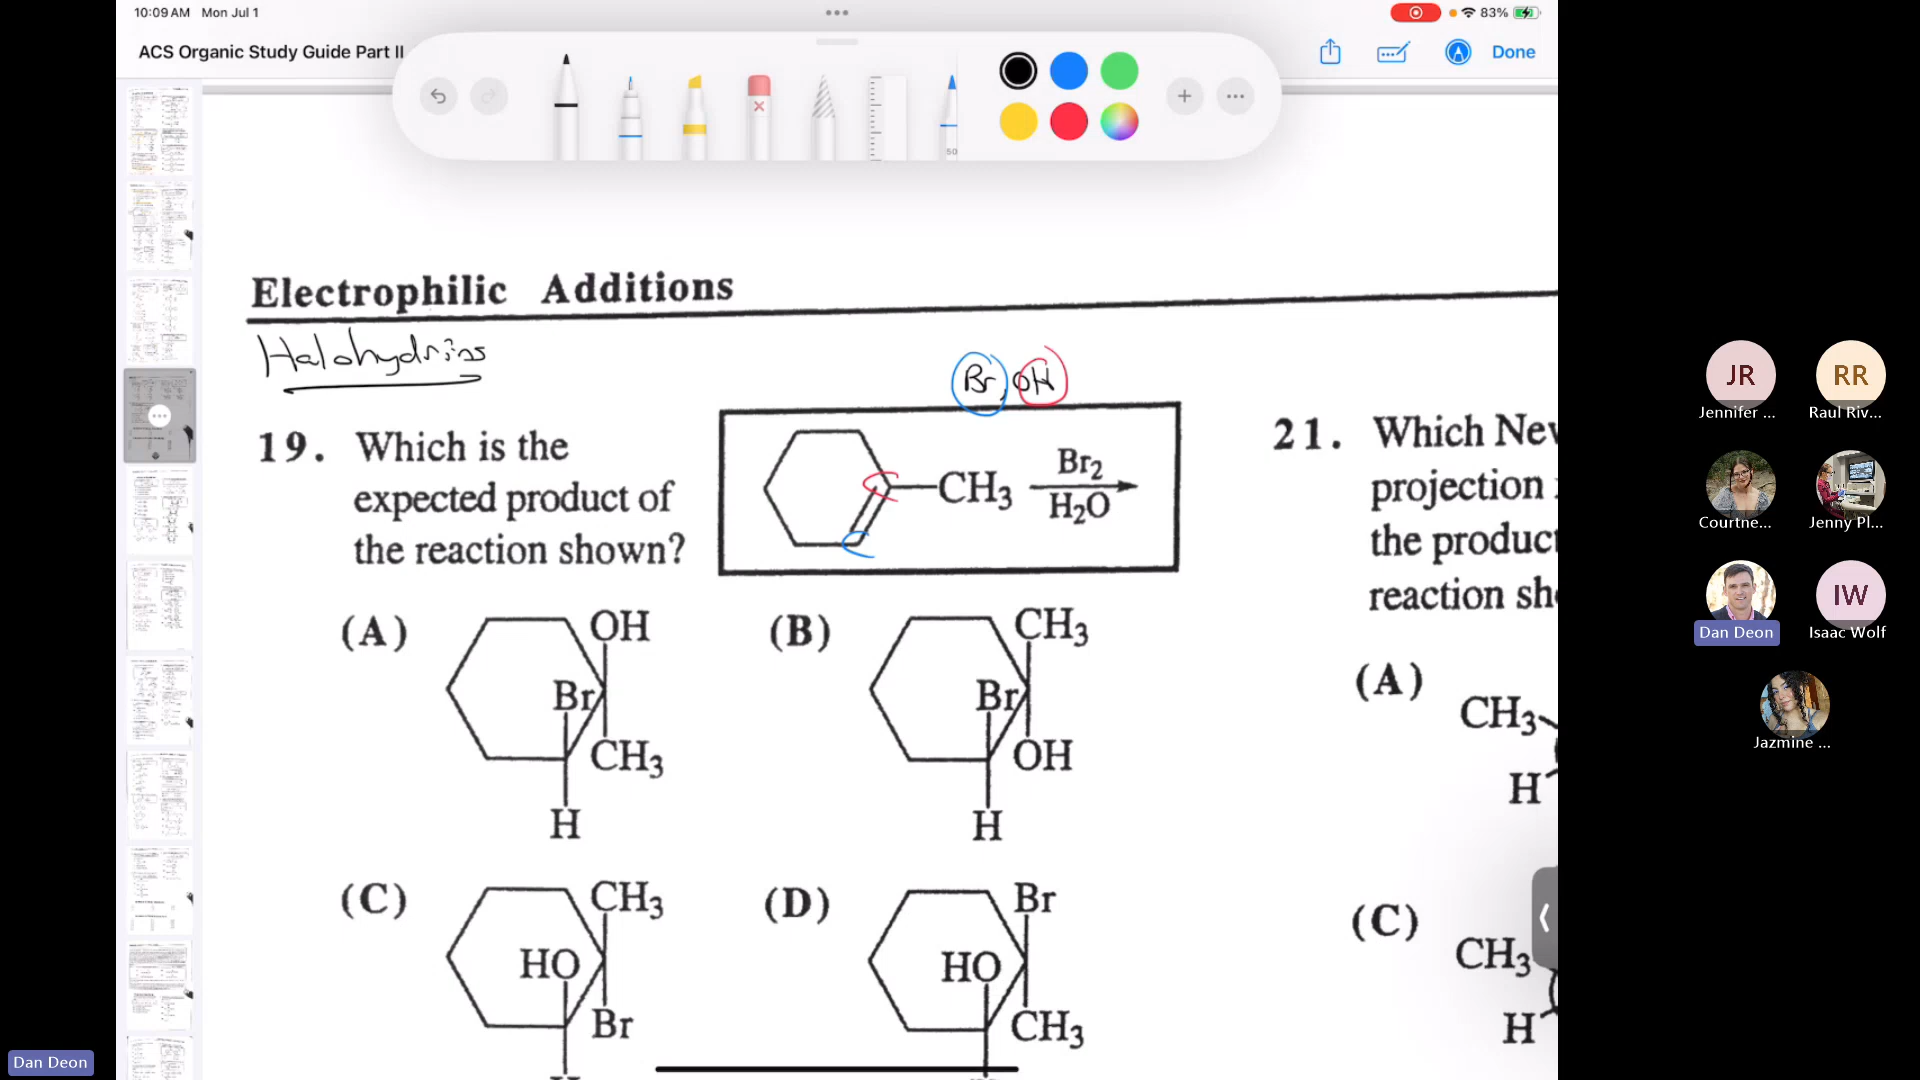 10:09 AM Mon Jul 1
83%
ACS Organic Study Guide Part II
Done
50
Electrophilic Additions
Halohydrins
Br, OH
19. Which is the
expected product of
the reaction shown?
CH3
Br2
H2O
(A)
OH
Br
CH3
H
(B)
CH3
Br
OH
H
(C)
CH3
HO
Br
(D)
Br
HO
CH3
21. Which New
projection
the product
reaction sh
(A)
CH3
H
(C)
CH3
H
JR
Jennifer ...
RR
Raul Riv...
Courtne...
Jenny Pl...
Dan Deon
IW
Isaac Wolf
Jazmine ...
Dan Deon